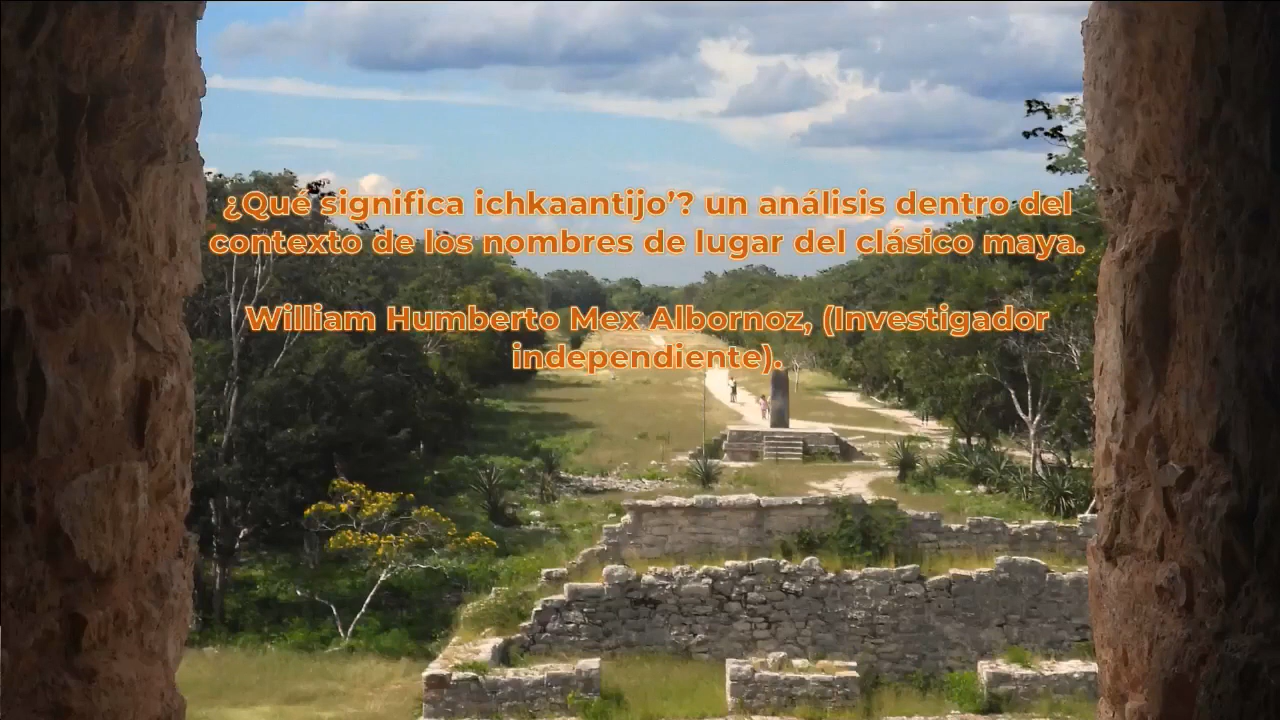 ¿Qué significa ichkaantijo’? un análisis dentro del
contexto de los nombres de lugar del clásico maya.
William Humberto Mex Albornoz, (Investigador
independiente).